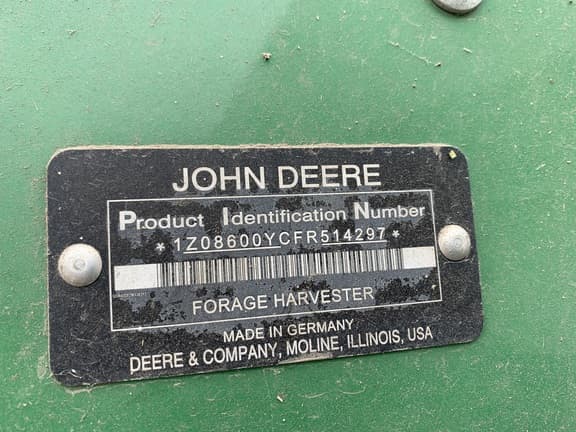 JOHN DEERE
Product Identification Number
*1Z08600YCFR514297*
FORAGE HARVESTER
MADE IN GERMANY
DEERE & COMPANY, MOLINE, ILLINOIS, USA